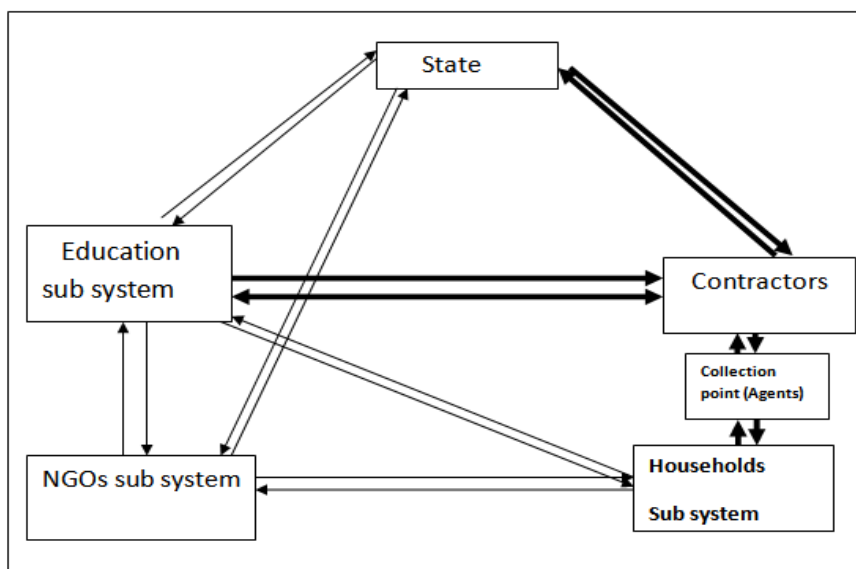 State
Education
sub system
Contractors
Collection
point (Agents)
NGOs sub system
Households
Sub system